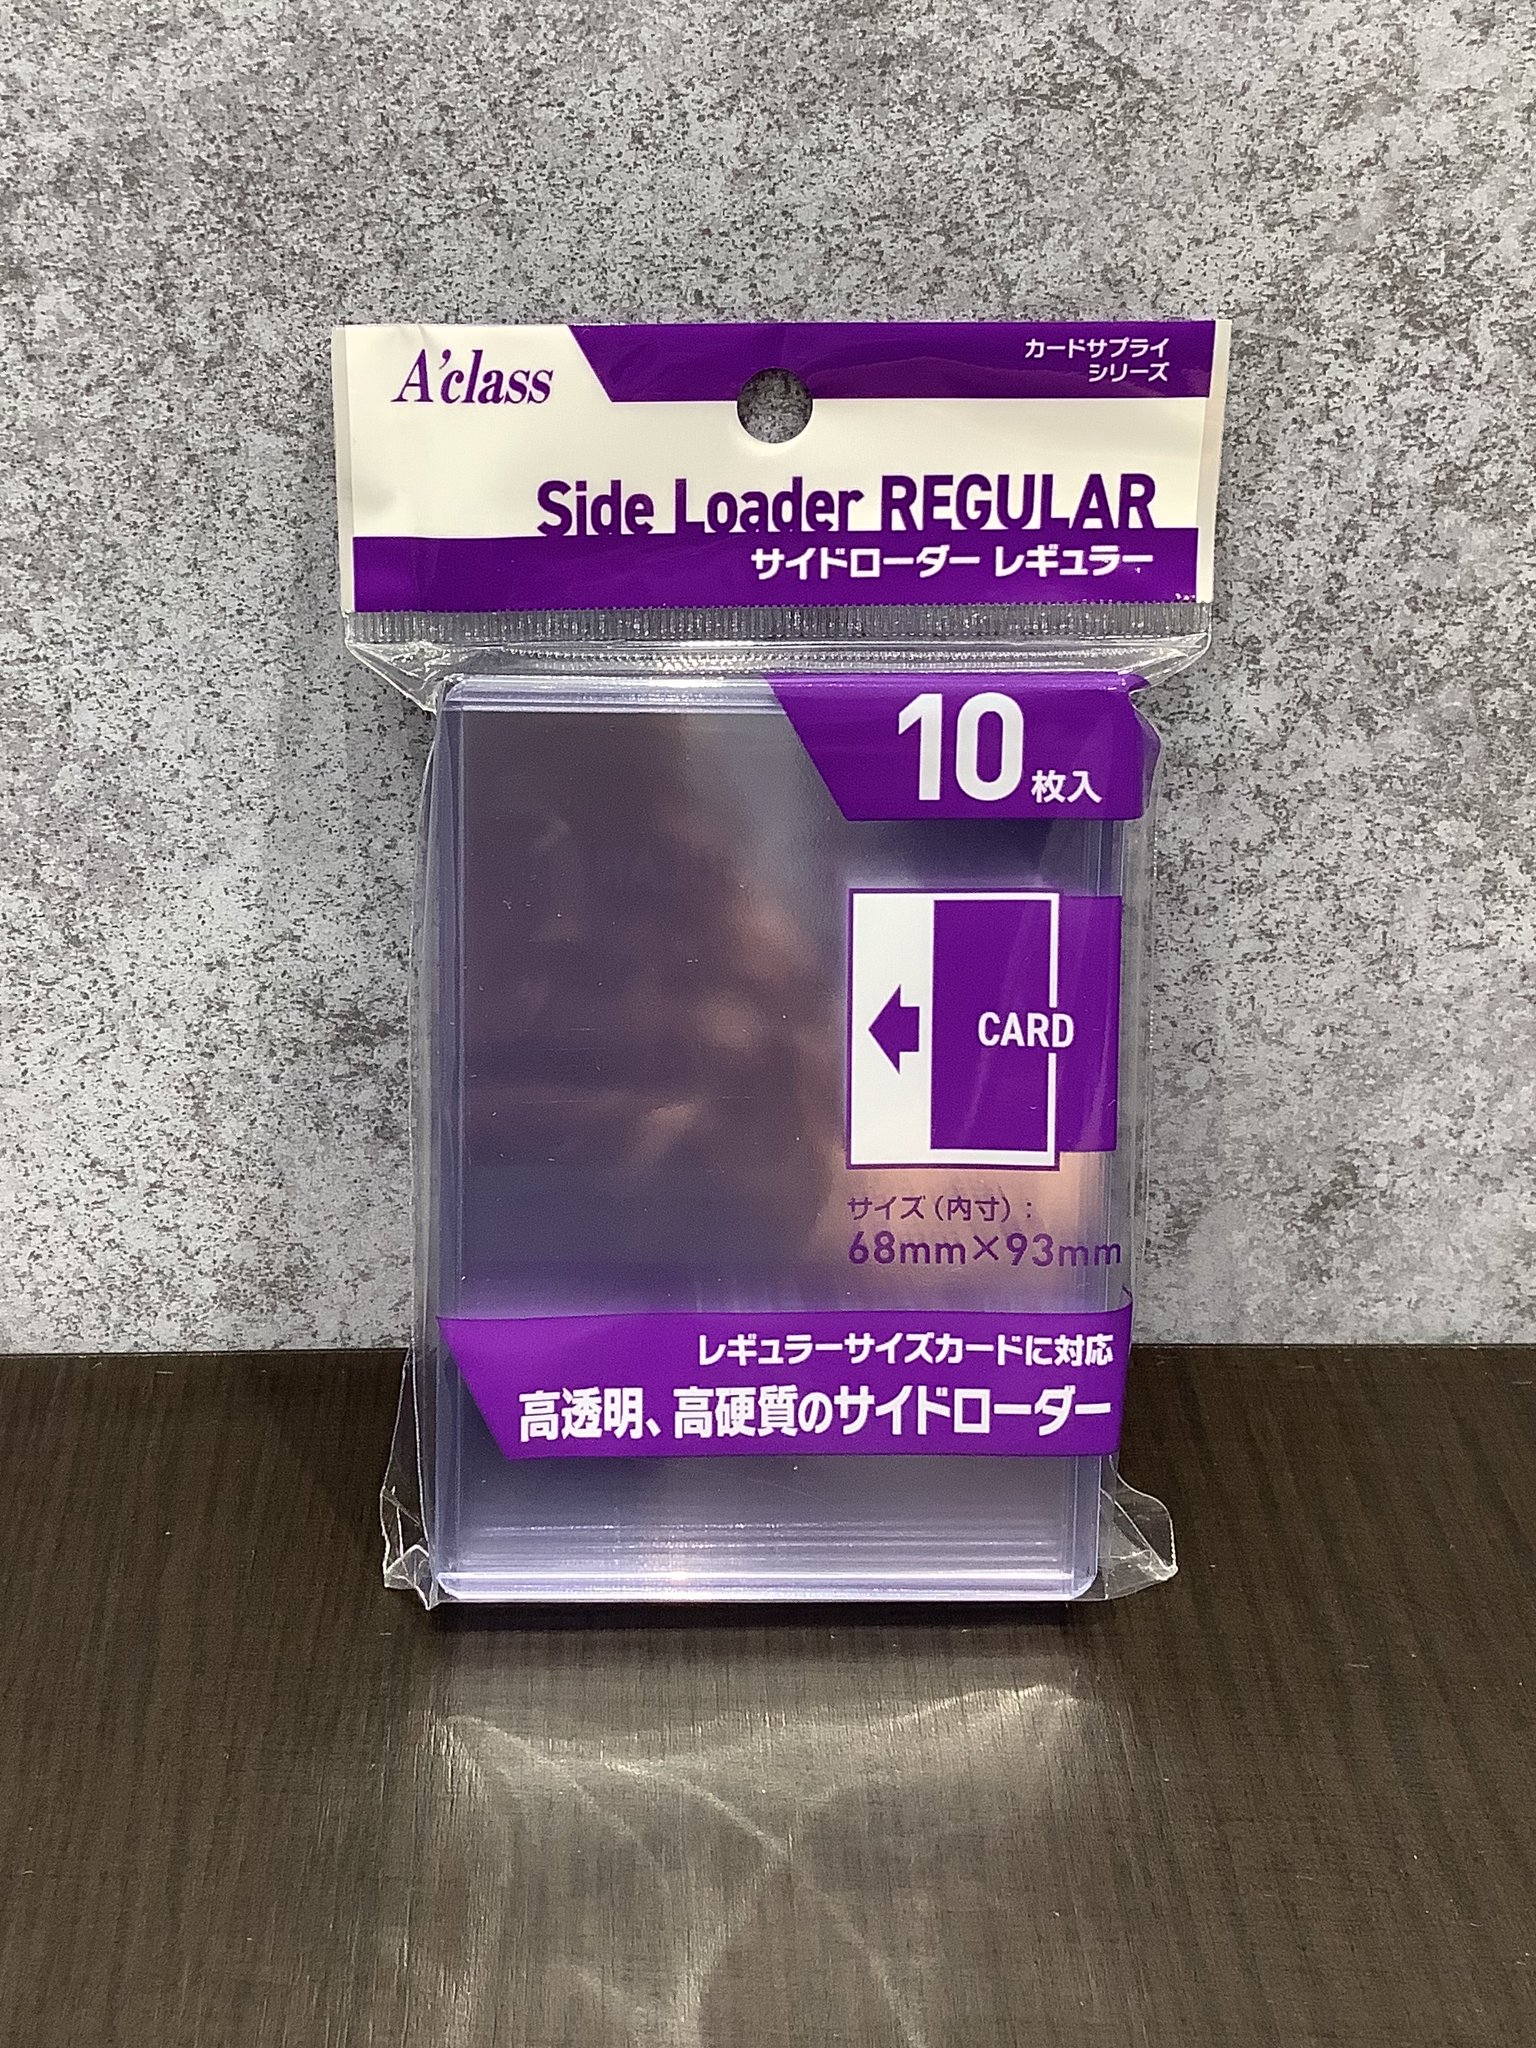 A'class
カードサプライ
シリーズ
Side Loader REGULAR
サイドローダー レギュラー
10枚入
CARD
サイズ（内寸）：
68mm×93mm
レギュラーサイズカードに対応
高透明、高硬質のサイドローダー